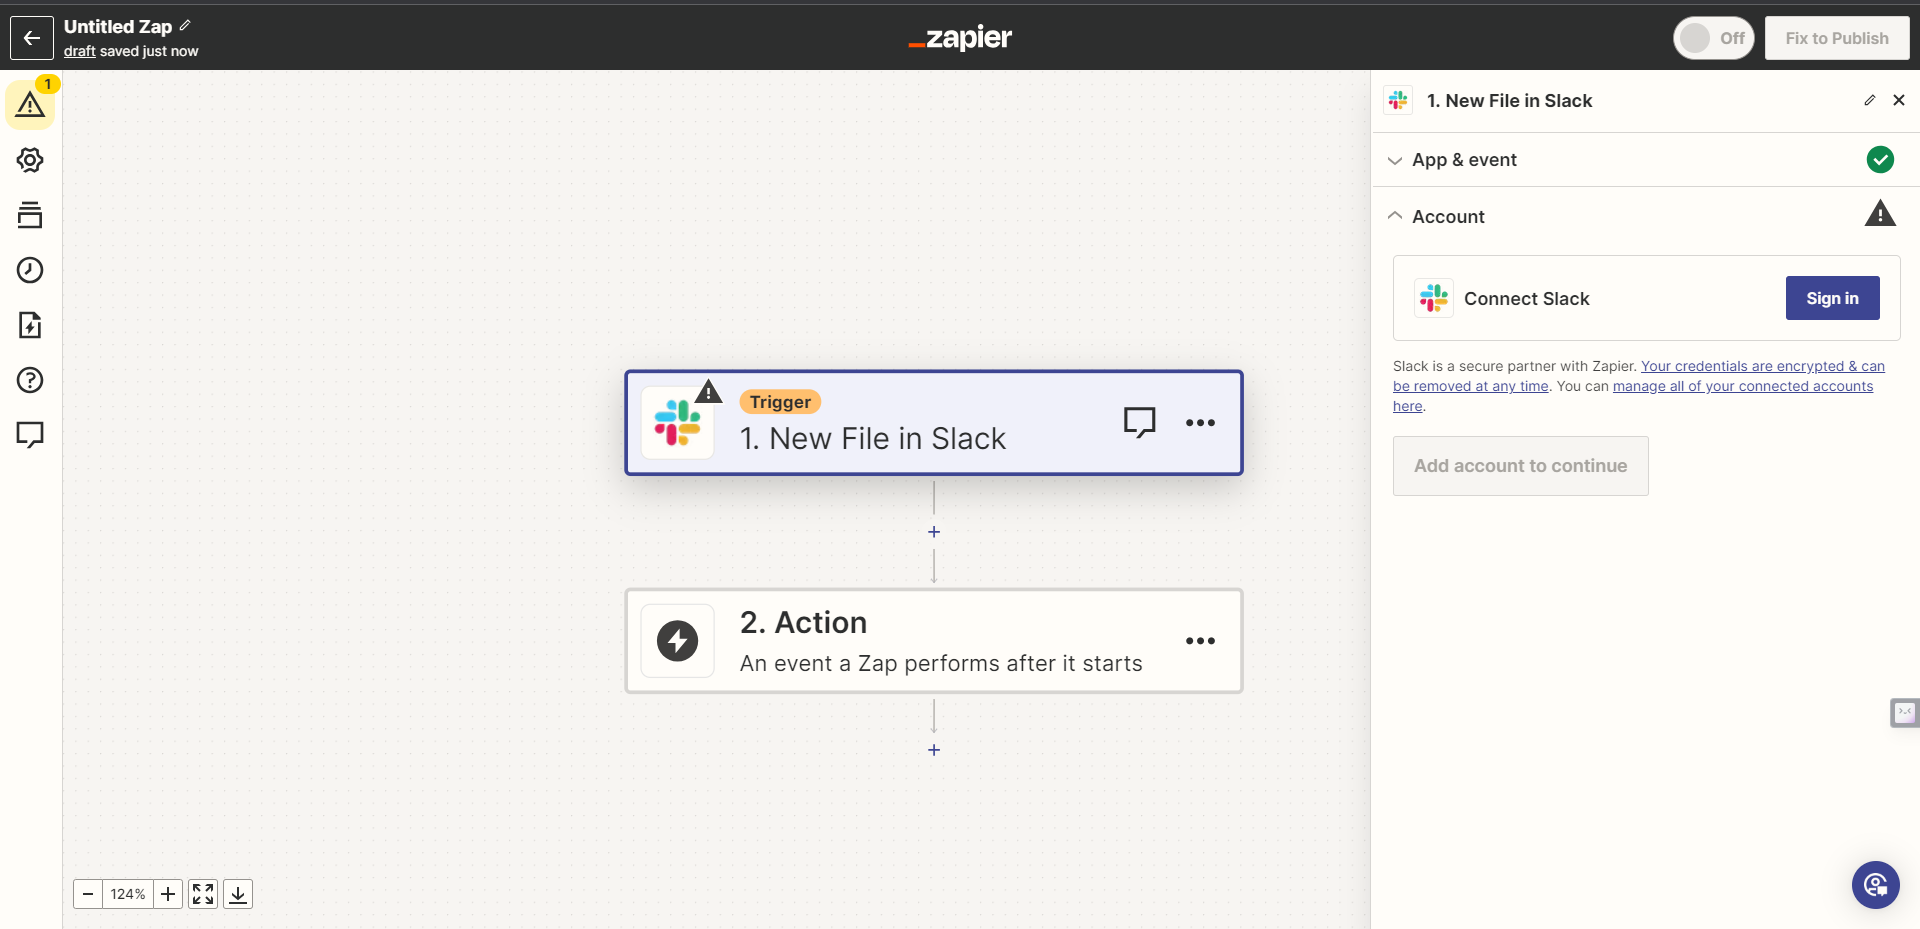 Untitled Zap
draft saved just now
zapier
Off
Fix to Publish
1
1. New File in Slack
App & event
Account
Connect Slack
Sign in
Slack is a secure partner with Zapier. Your credentials are encrypted & can
be removed at any time. You can manage all of your connected accounts
here.
Add account to continue
Trigger
1. New File in Slack
2. Action
An event a Zap performs after it starts
124%